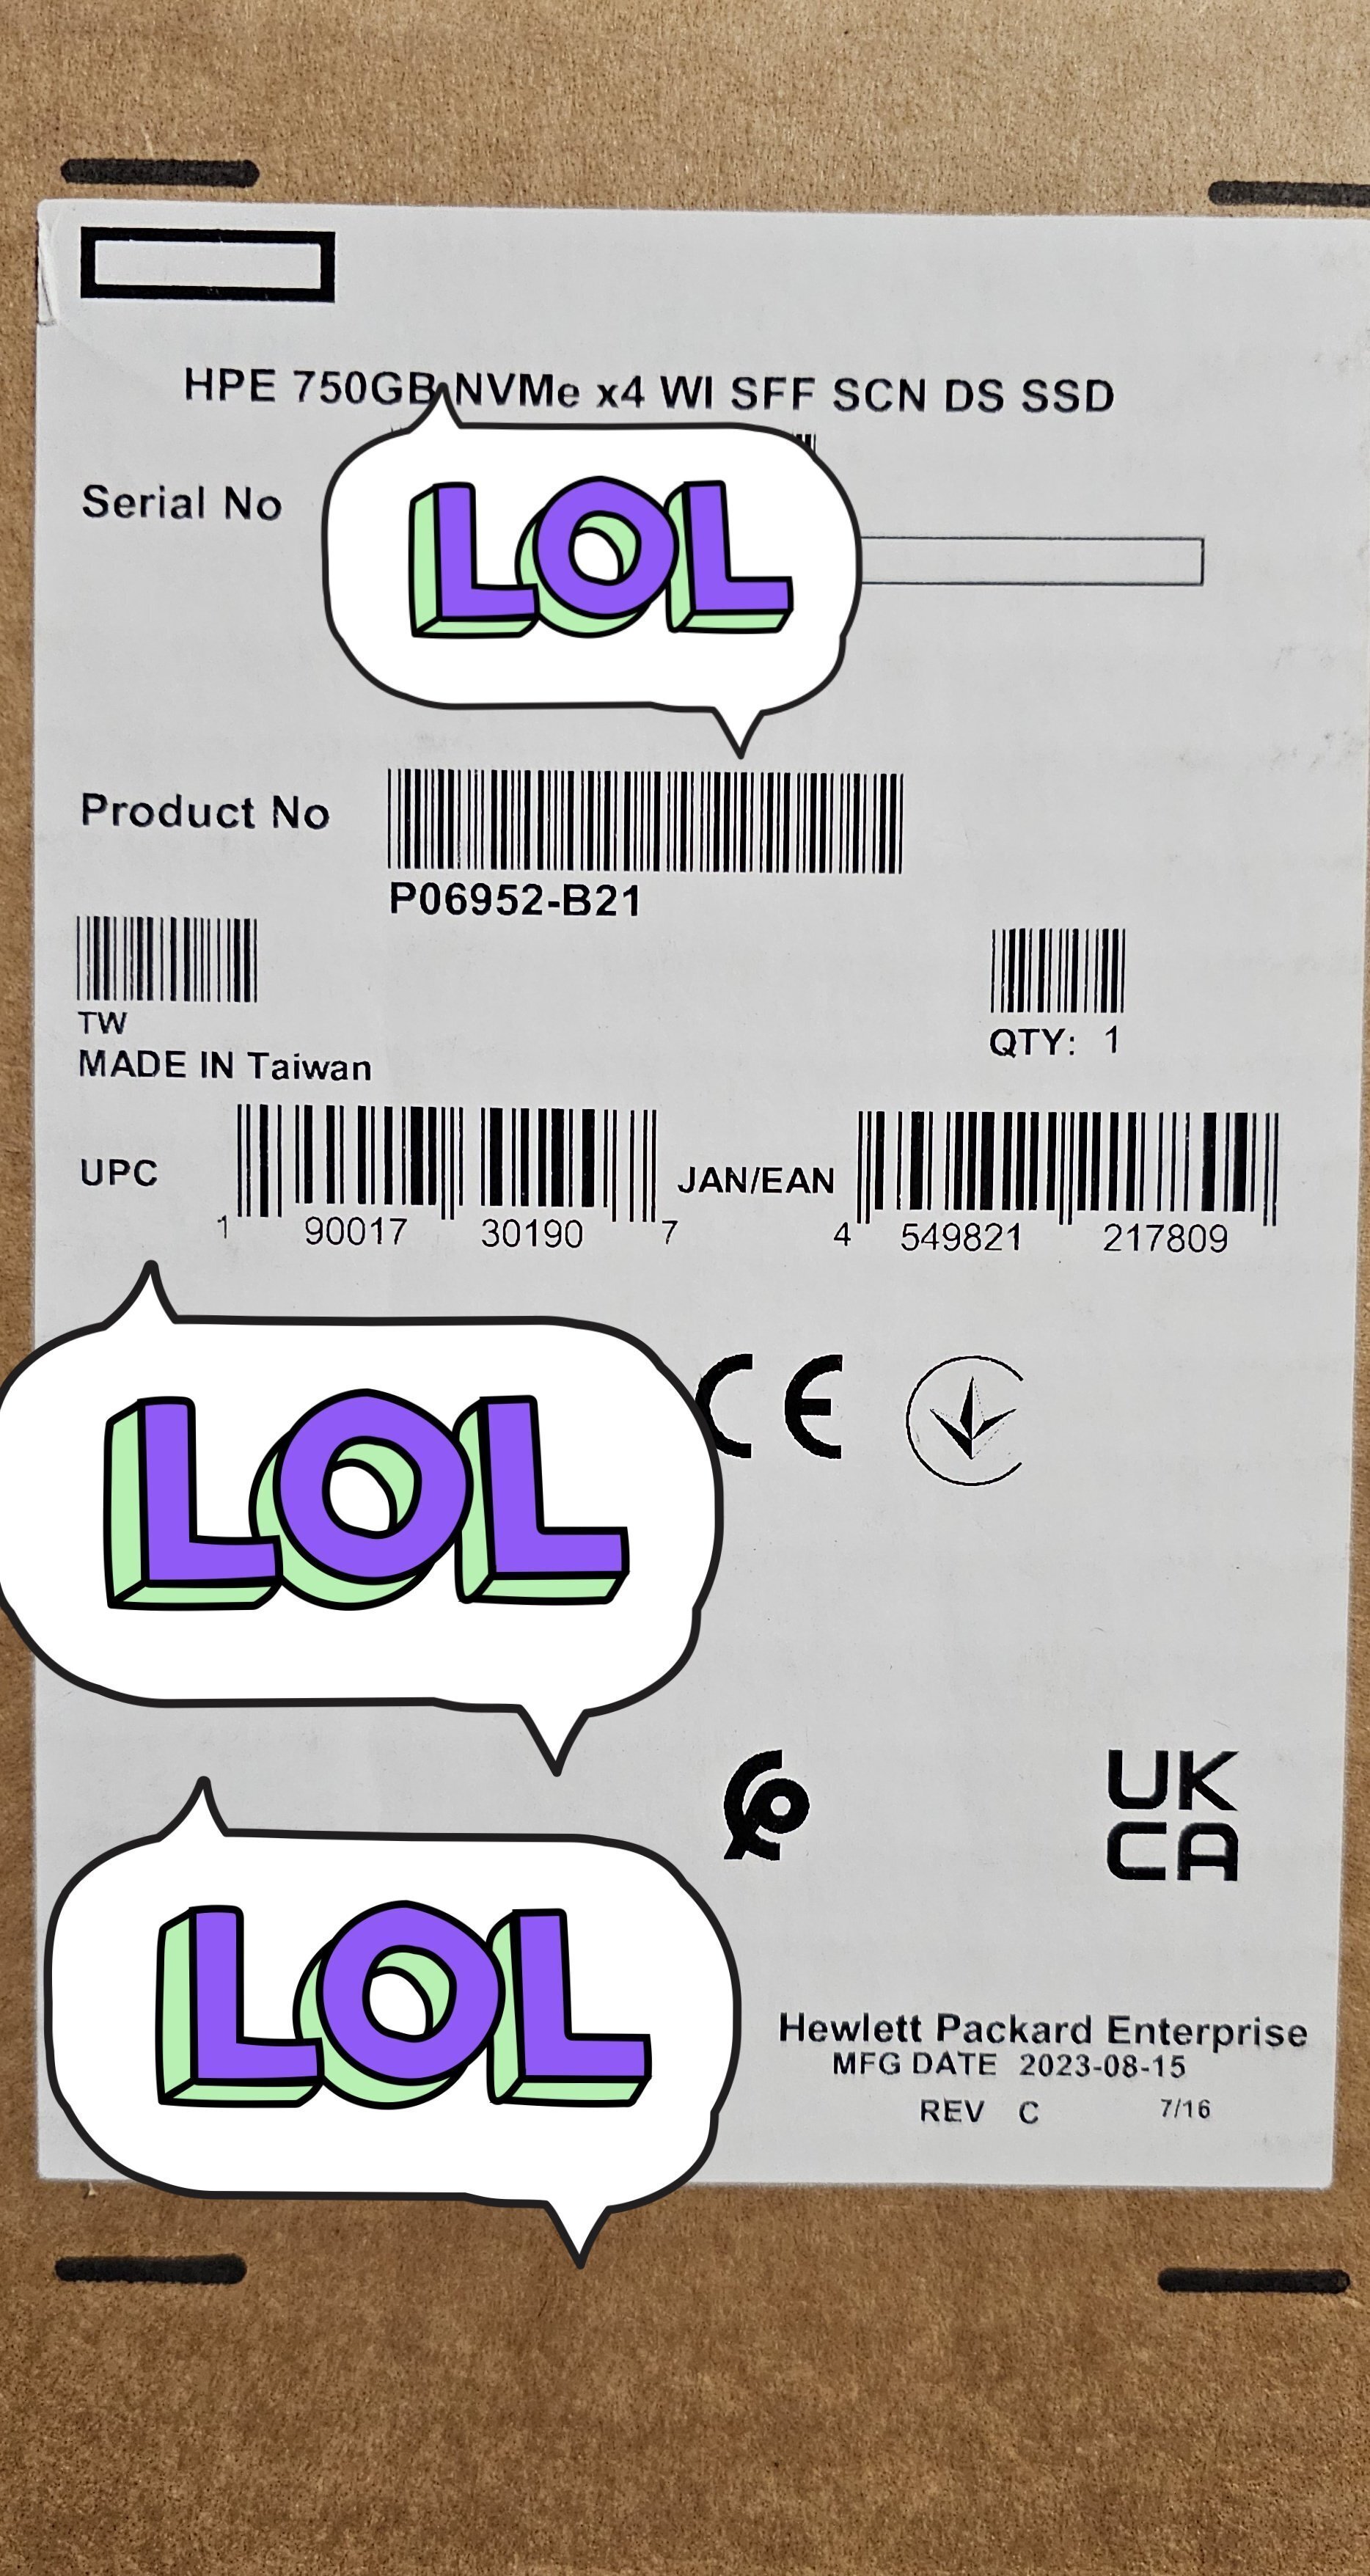 HPE 750GB NVMe x4 WI SFF SCN DS SSD
Serial No
LOL
Product No
P06952-B21
TW
MADE IN Taiwan
QTY: 1
UPC
1 90017 30190 7
JAN/EAN
4 549821 217809
LOL
CE
UK
CA
LOL
Hewlett Packard Enterprise
MFG DATE 2023-08-15
REV C 7/16